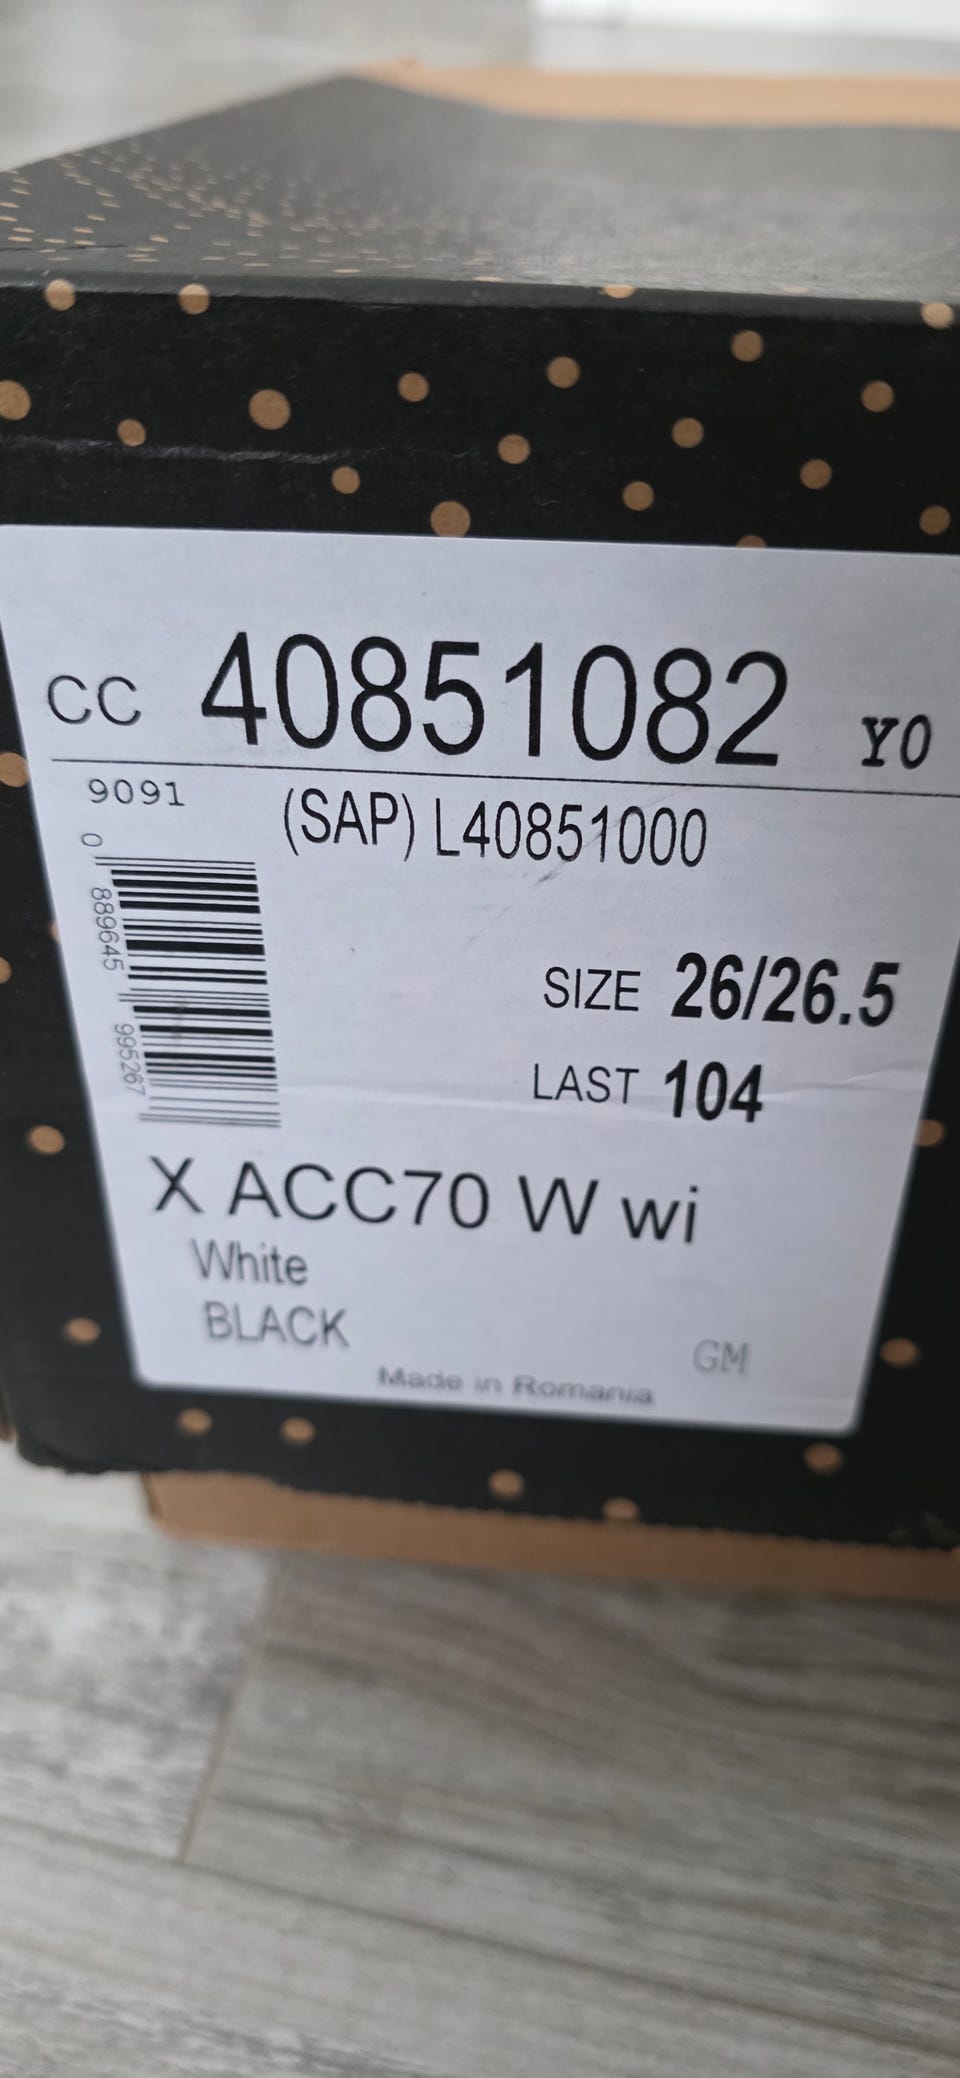 CC 40851082 Y0
9091 (SAP) L40851000
0 889645 995267
SIZE 26/26.5
LAST 104
X ACC70 W wi
White
BLACK
GM
Made in Romania